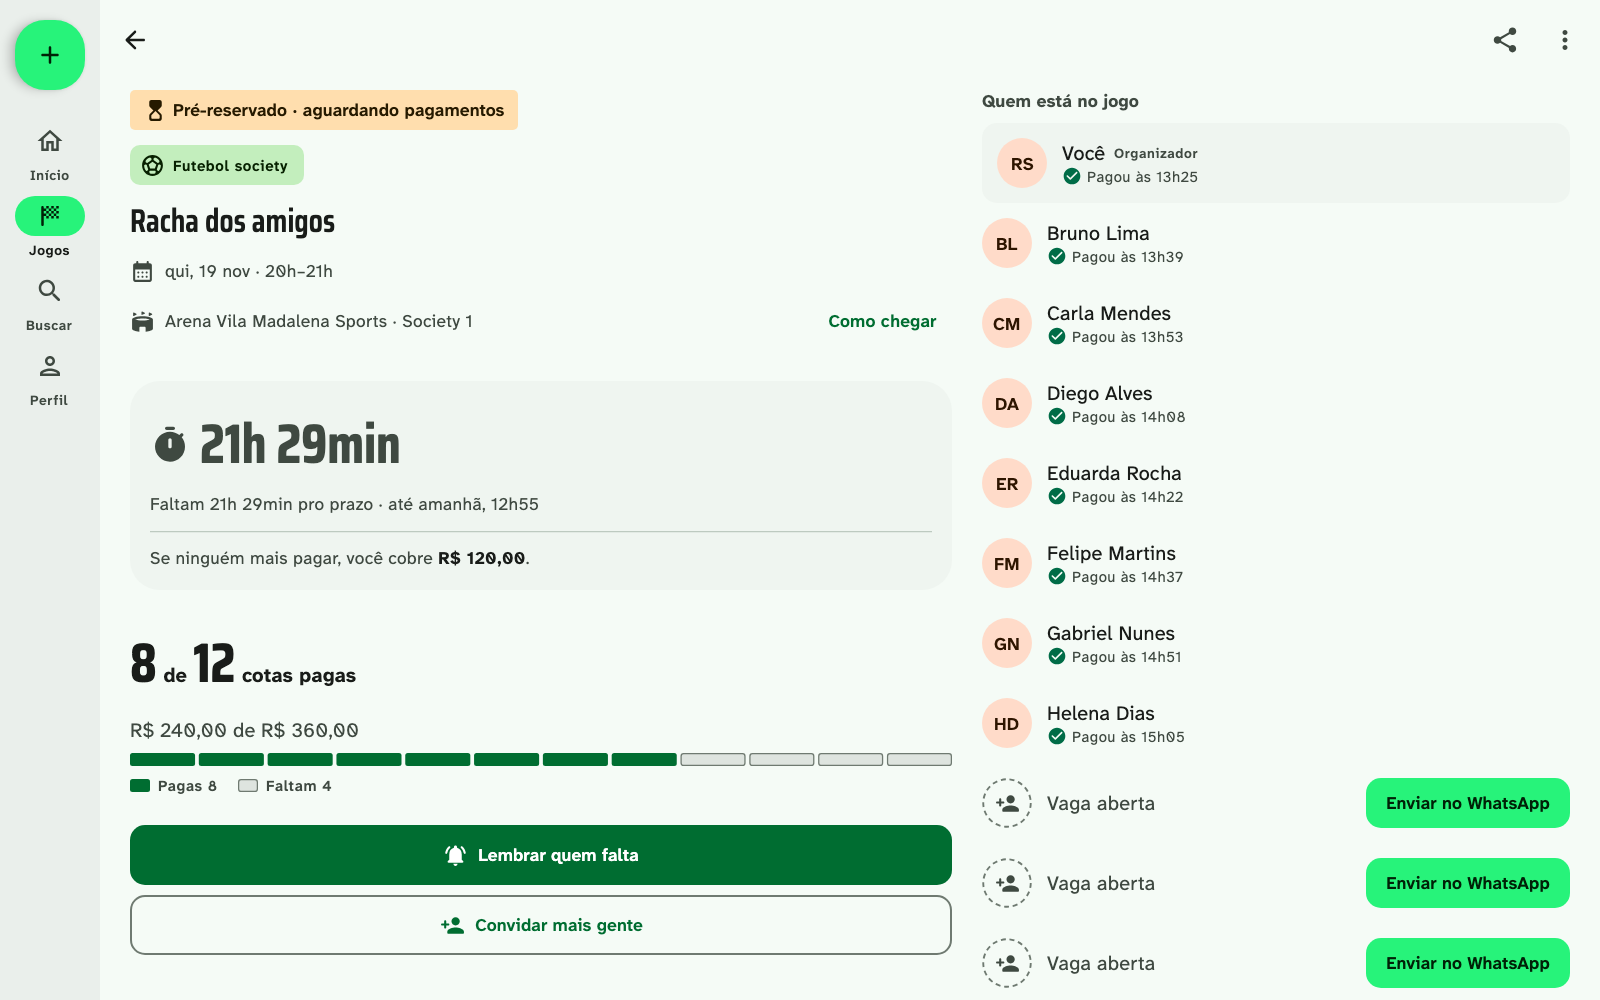 Início
Jogos
Buscar
Perfil
Pré-reservado · aguardando pagamentos
Futebol society
Racha dos amigos
qui, 19 nov · 20h–21h
Arena Vila Madalena Sports · Society 1
Como chegar
21h 29min
Faltam 21h 29min pro prazo · até amanhã, 12h55
Se ninguém mais pagar, você cobre R$ 120,00.
8 de 12 cotas pagas
R$ 240,00 de R$ 360,00
Pagas 8
Faltam 4
Lembrar quem falta
Convidar mais gente
Quem está no jogo
RS
Você Organizador
Pagou às 13h25
BL
Bruno Lima
Pagou às 13h39
CM
Carla Mendes
Pagou às 13h53
DA
Diego Alves
Pagou às 14h08
ER
Eduarda Rocha
Pagou às 14h22
FM
Felipe Martins
Pagou às 14h37
GN
Gabriel Nunes
Pagou às 14h51
HD
Helena Dias
Pagou às 15h05
Vaga aberta
Enviar no WhatsApp
Vaga aberta
Enviar no WhatsApp
Vaga aberta
Enviar no WhatsApp